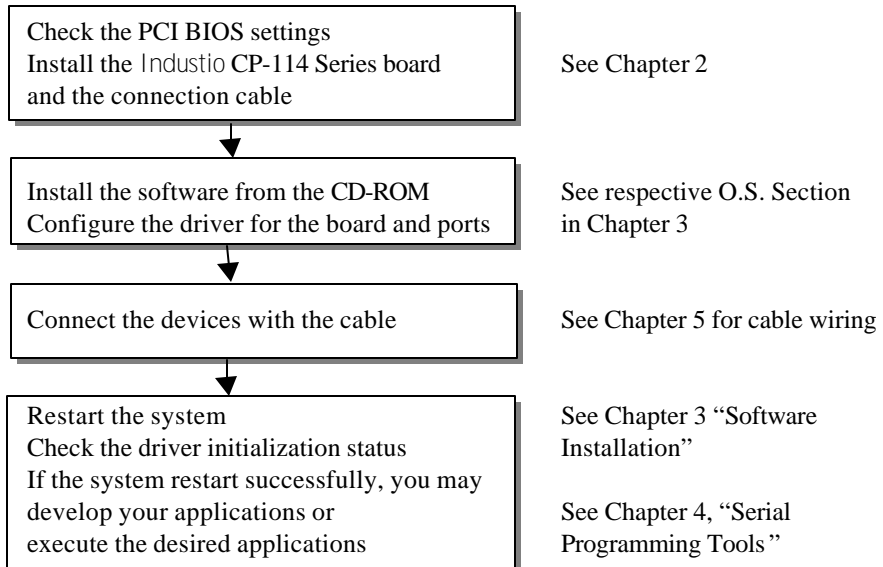 Check the PCI BIOS settings
Install the Industio CP-114 Series board
and the connection cable
See Chapter 2
Install the software from the CD-ROM
Configure the driver for the board and ports
See respective O.S. Section
in Chapter 3
Connect the devices with the cable
See Chapter 5 for cable wiring
Restart the system
Check the driver initialization status
If the system restart successfully, you may
develop your applications or
execute the desired applications
See Chapter 3 “Software
Installation”
See Chapter 4, “Serial
Programming Tools”